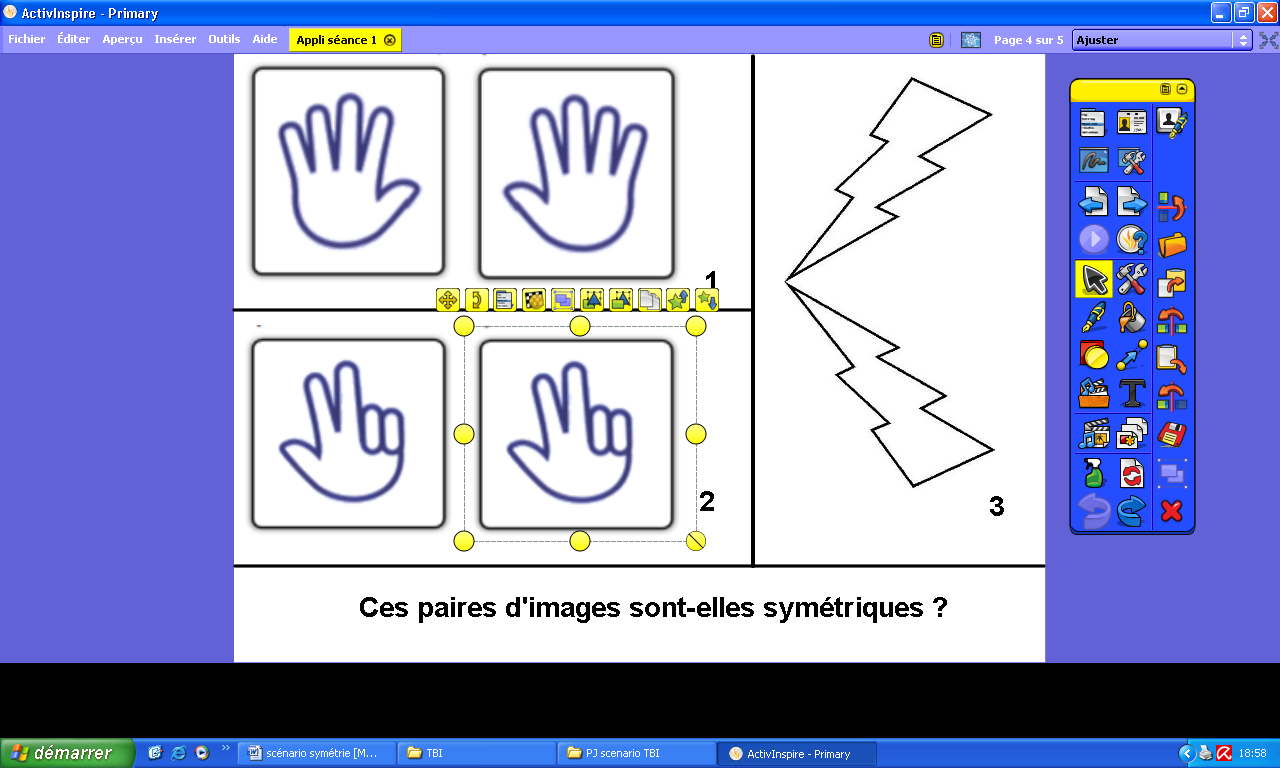 ActivInspire - Primary
Fichier Éditer Aperçu Insérer Outils Aide Appli séance 1 Page 4 sur 5 Ajuster
1
2
3
Ces paires d'images sont-elles symétriques ?
démarrer scénario symétrie [M... TBI PJ scenario TBI ActivInspire - Primary 18:58